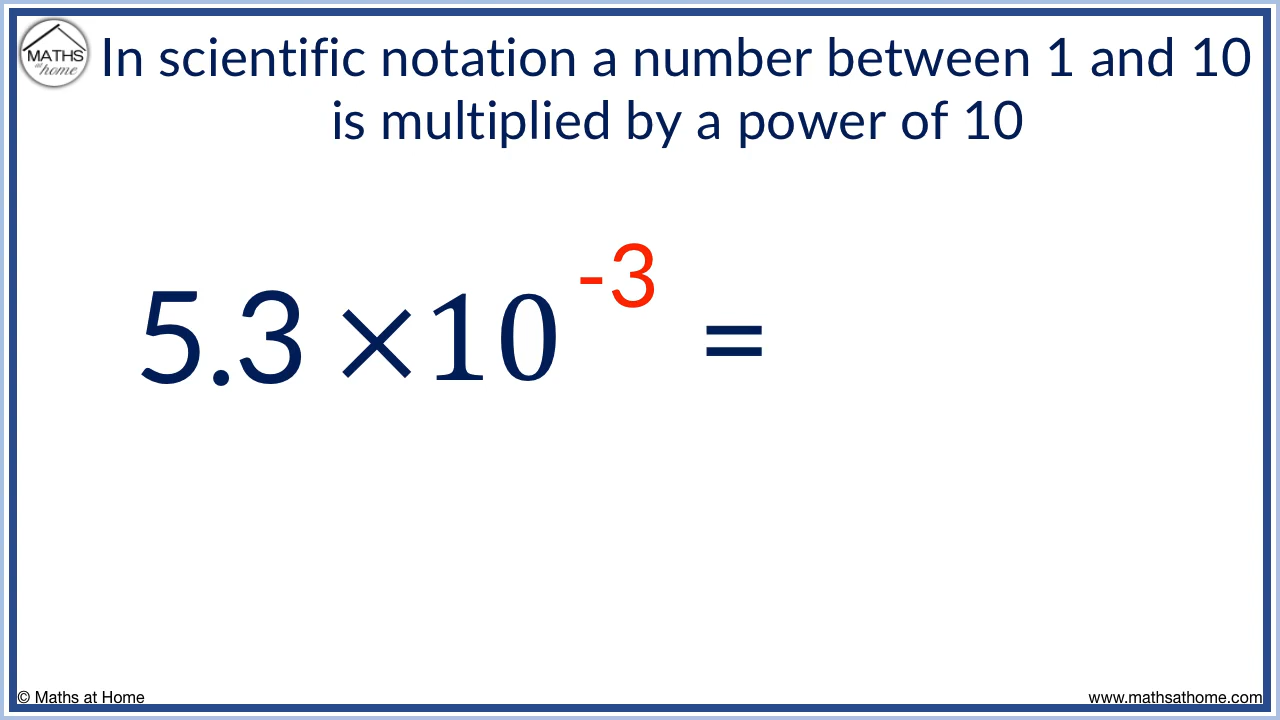 MATHS
at
home
In scientific notation a number between 1 and 10
is multiplied by a power of 10
5.3 ×10⁻³ =
© Maths at Home
www.mathsathome.com